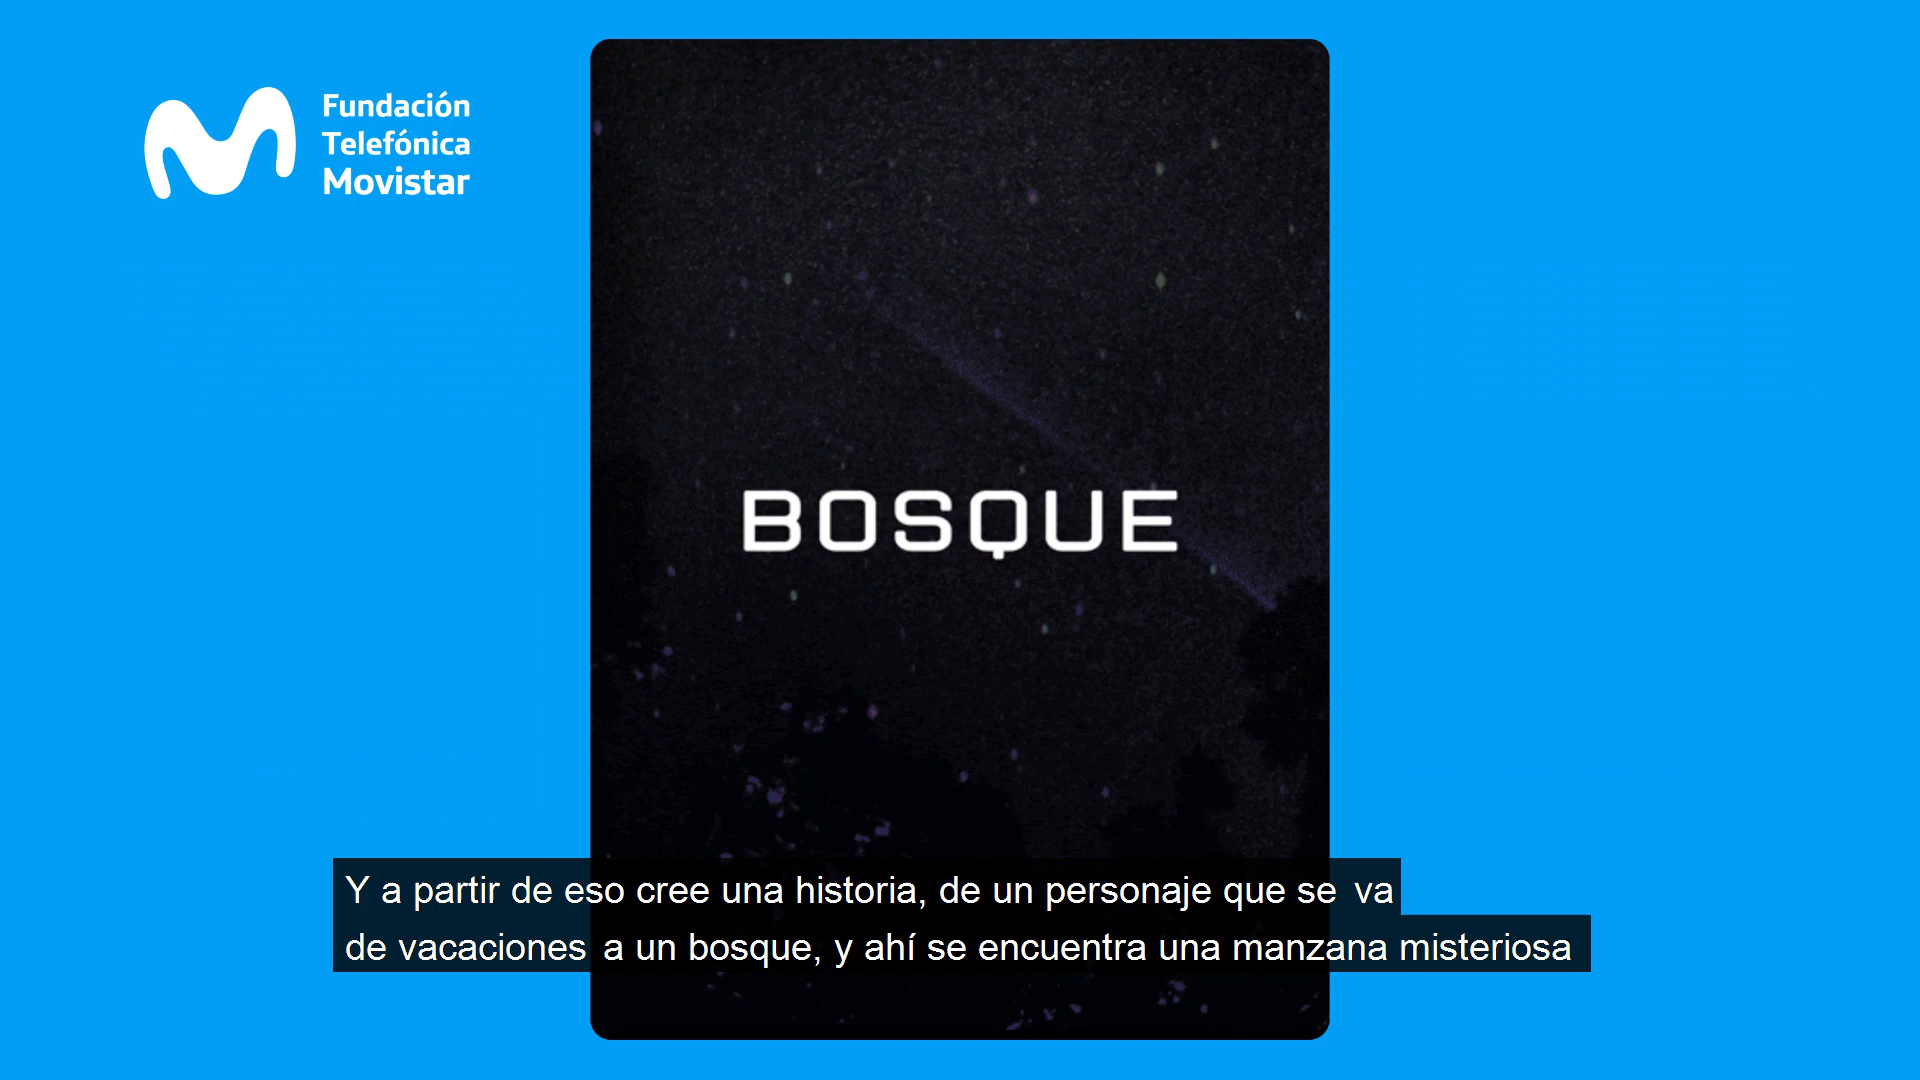 Fundación
Telefónica
Movistar
BOSQUE
Y a partir de eso cree una historia, de un personaje que se va
de vacaciones a un bosque, y ahí se encuentra una manzana misteriosa